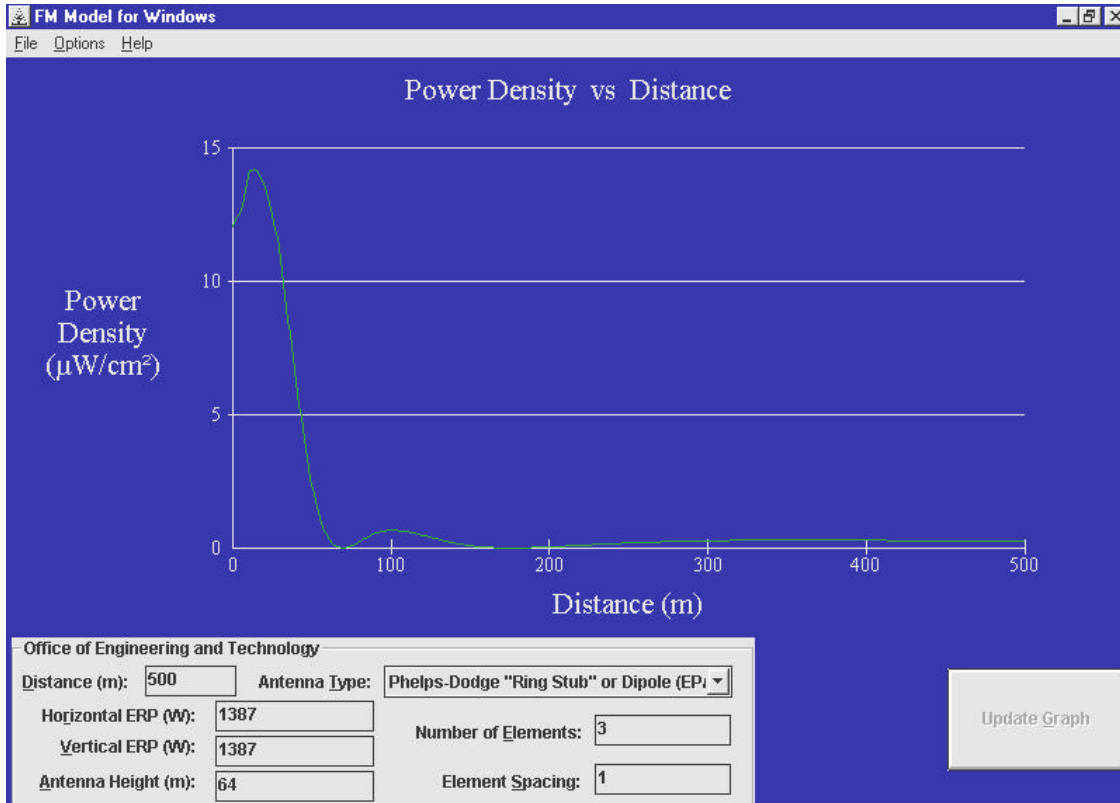 FM Model for Windows
File Options Help
Power Density vs Distance
15
10
5
0
Power
Density
(µW/cm²)
0 100 200 300 400 500
Distance (m)
Office of Engineering and Technology
Distance (m): 500 Antenna Type: Phelps-Dodge "Ring Stub" or Dipole (EPA
Horizontal ERP (W): 1387
Vertical ERP (W): 1387
Antenna Height (m): 64
Number of Elements: 3
Element Spacing: 1
Update Graph